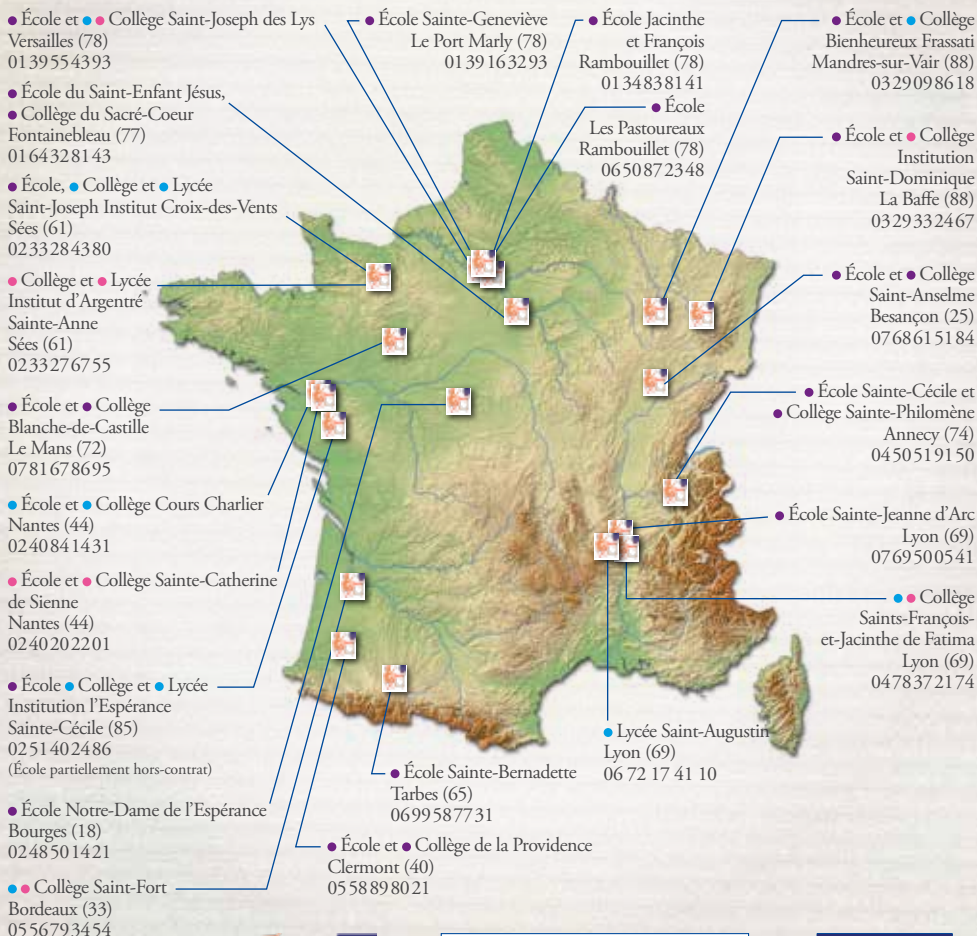 ● École et ● ● Collège Saint-Joseph des Lys
Versailles (78)
0139554393
● École du Saint-Enfant Jésus,
● Collège du Sacré-Coeur
Fontainebleau (77)
0164328143
● École, ● Collège et ● Lycée
Saint-Joseph Institut Croix-des-Vents
Sées (61)
0233284380
● Collège et ● Lycée
Institut d'Argentré
Sainte-Anne
Sées (61)
0233276755
● École et ● Collège
Blanche-de-Castille
Le Mans (72)
0781678695
● École et ● Collège Cours Charlier
Nantes (44)
0240841431
● École et ● Collège Sainte-Catherine
de Sienne
Nantes (44)
0240202201
● École ● Collège et ● Lycée
Institution l'Espérance
Sainte-Cécile (85)
0251402486
(École partiellement hors-contrat)
● École Notre-Dame de l'Espérance
Bourges (18)
0248501421
● ● Collège Saint-Fort
Bordeaux (33)
0556793454
● École Sainte-Geneviève
Le Port Marly (78)
0139163293
● École Jacinthe
et François
Rambouillet (78)
0134838141
● École
Les Pastoureaux
Rambouillet (78)
0650872348
● École et ● Collège
Bienheureux Frassati
Mandres-sur-Vair (88)
0329098618
● École et ● Collège
Institution
Saint-Dominique
La Baffe (88)
0329332467
● École et ● Collège
Saint-Anselme
Besançon (25)
0768615184
● École Sainte-Cécile et
● Collège Sainte-Philomène
Annecy (74)
0450519150
● École Sainte-Jeanne d'Arc
Lyon (69)
0769500541
● ● Collège
Saints-François-
et-Jacinthe de Fatima
Lyon (69)
0478372174
● Lycée Saint-Augustin
Lyon (69)
06 72 17 41 10
● École Sainte-Bernadette
Tarbes (65)
0699587731
● École et ● Collège de la Providence
Clermont (40)
0558898021